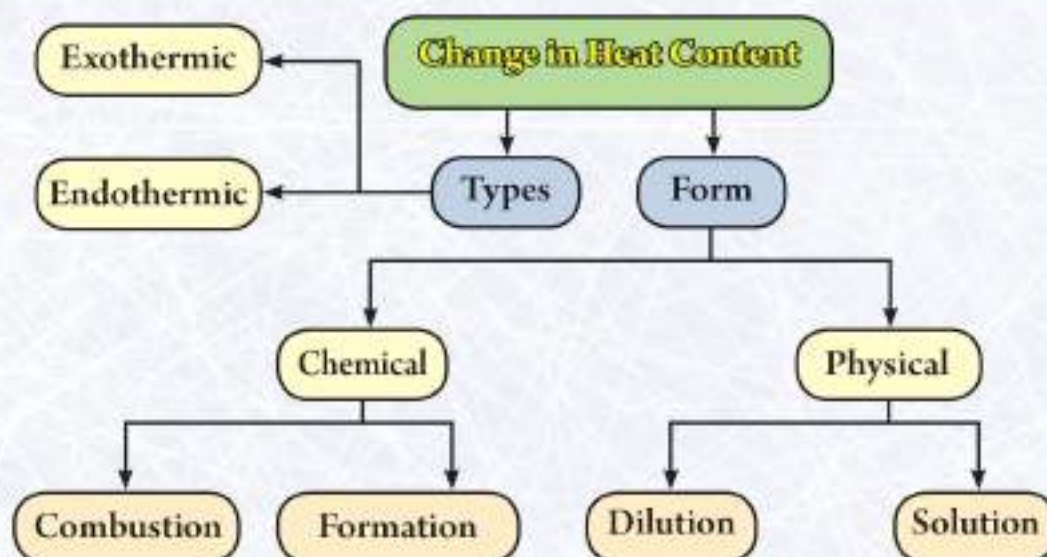 Change in Heat Content
Exothermic
Endothermic
Types
Form
Chemical
Physical
Combustion
Formation
Dilution
Solution